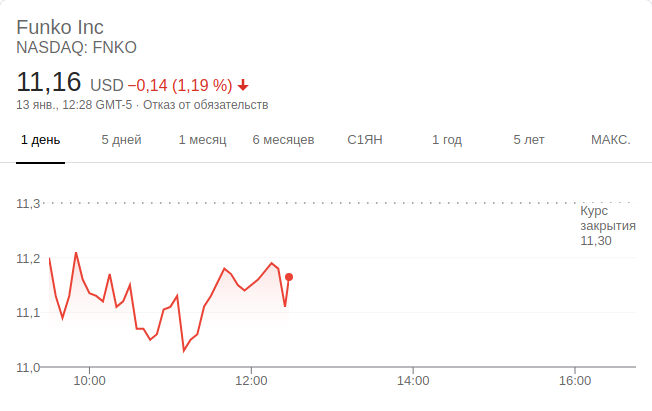 Funko Inc
NASDAQ: FNKO
11,16 USD −0,14 (1,19 %)
13 янв., 12:28 GMT-5 · Отказ от обязательств
1 день 5 дней 1 месяц 6 месяцев С1ЯН 1 год 5 лет МАКС.
11,3
Курс
закрытия
11,30
11,2
11,1
11,0
10:00 12:00 14:00 16:00